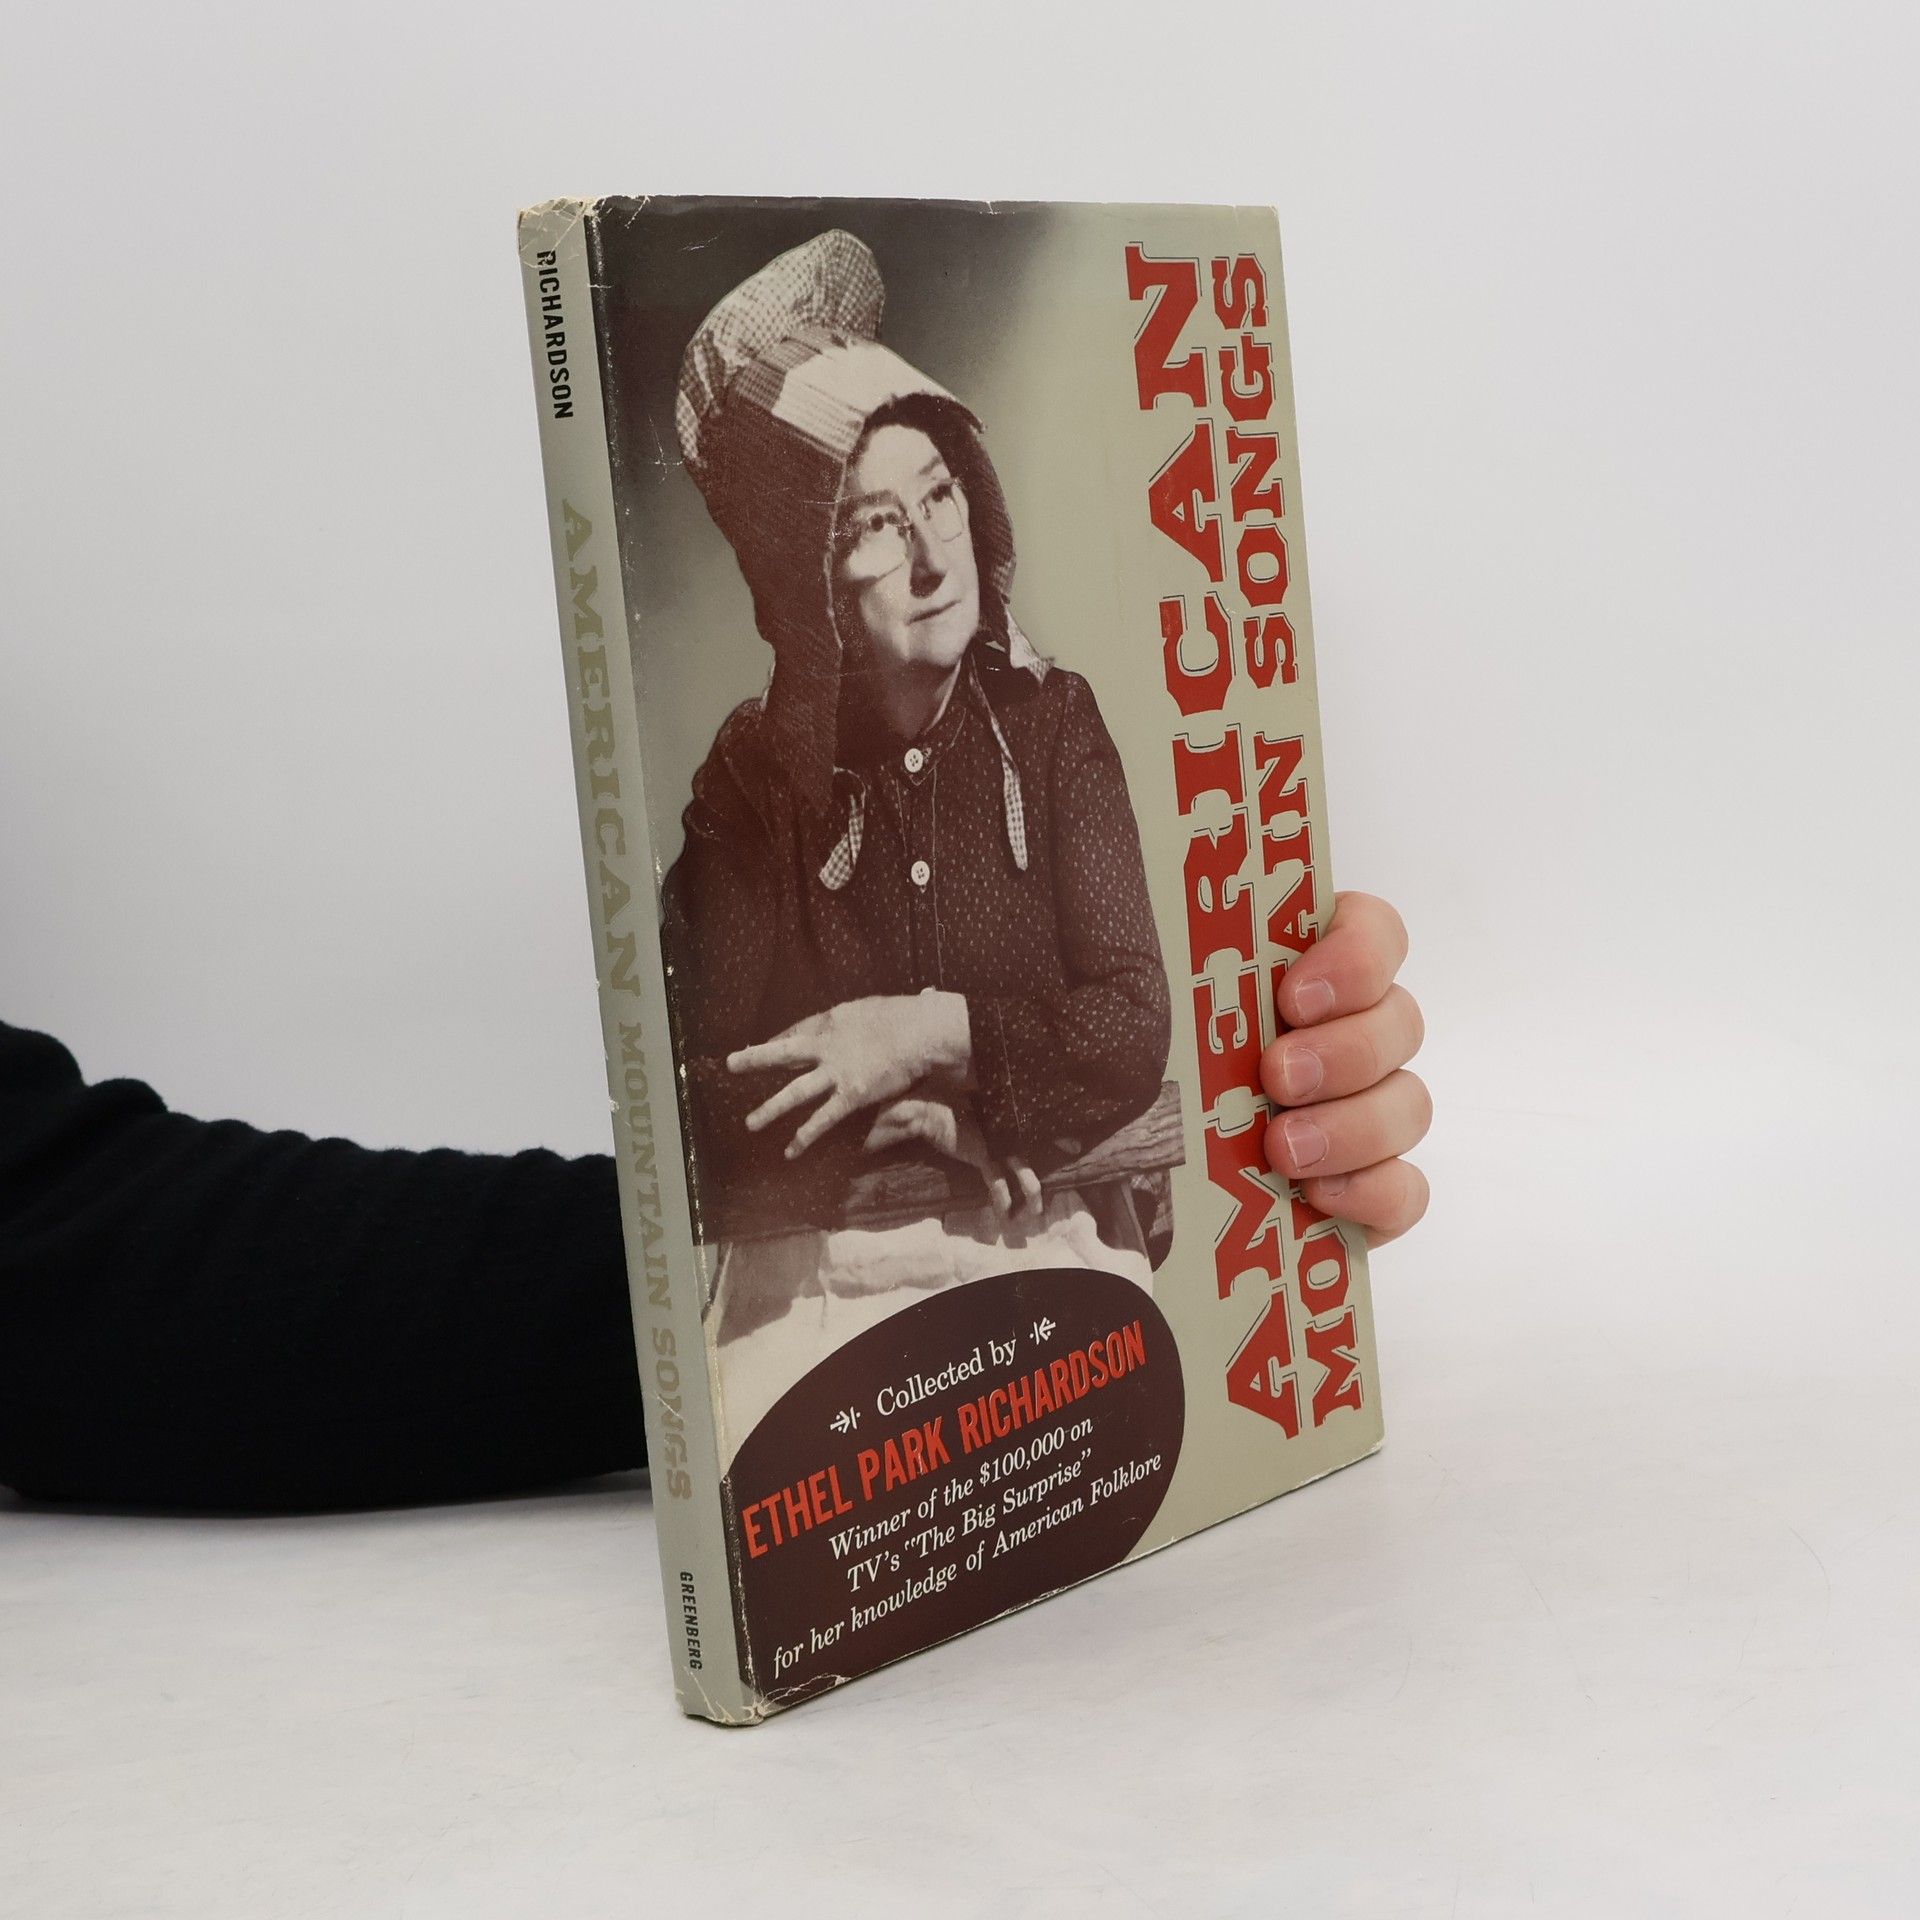 RICHARDSON
AMERICAN MOUNTAIN SONGS
GREENBERG
AMERICAN
MOUNTAIN SONGS
Collected by
ETHEL PARK RICHARDSON
Winner of the $100,000 on
TV's "The Big Surprise"
for her knowledge of American Folklore